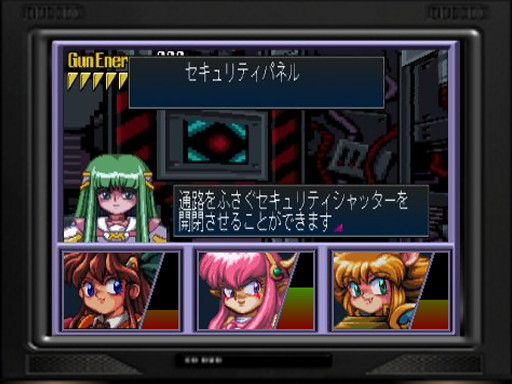 Gun Ener
セキュリティパネル
通路をふさぐセキュリティシャッターを
開閉させることができます